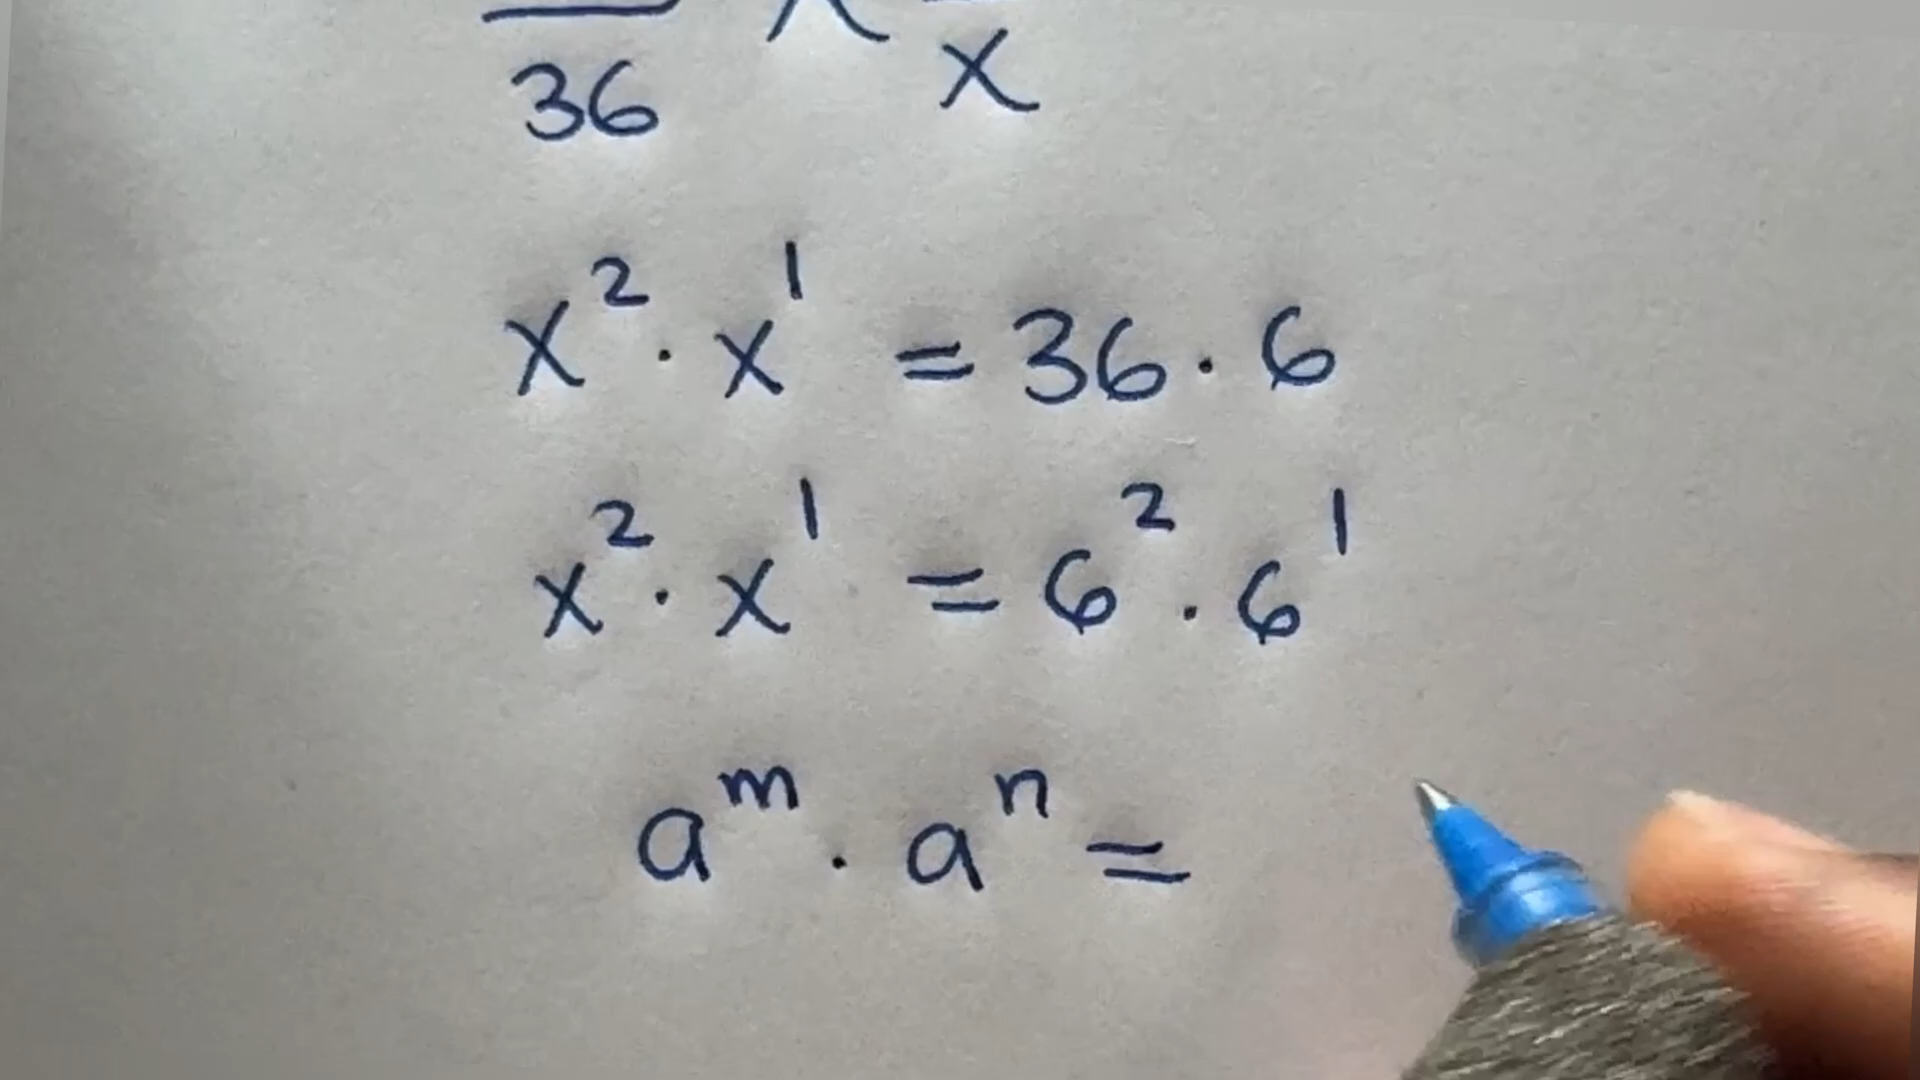 36 x
x² · x¹ = 36 · 6
x² · x¹ = 6² · 6¹
aᵐ · aⁿ =